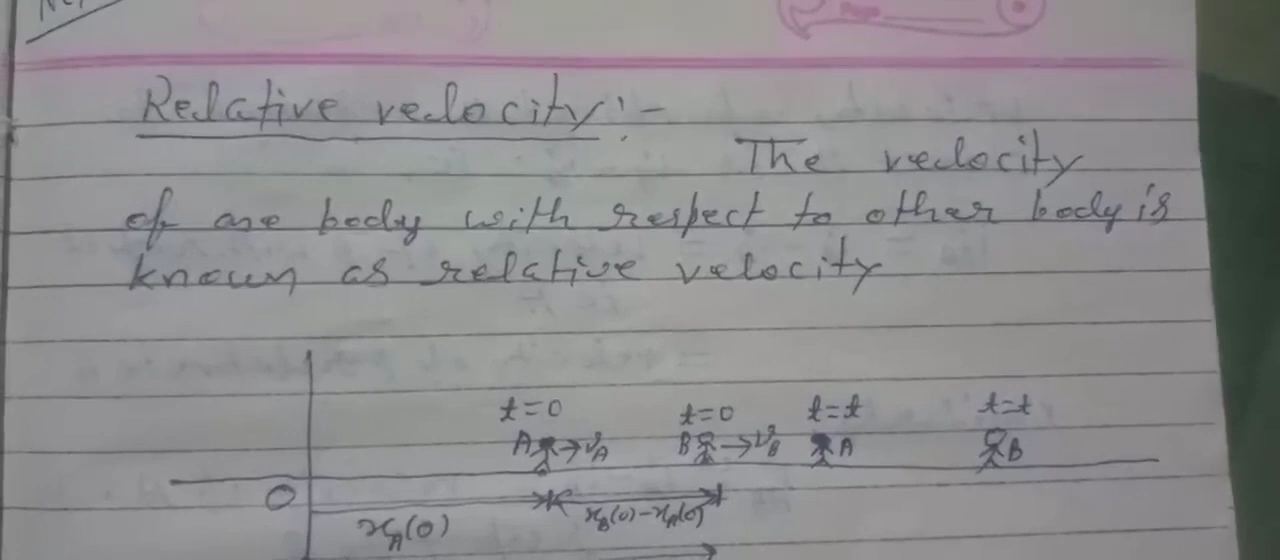 Relative velocity :-
The velocity
of one body with respect to other body is
known as relative velocity
t=0 t=0 t=t t=t
A →vA B →vB A B
O
xA(0) xB(0)-xA(0)